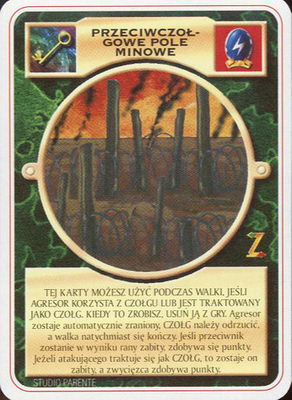 PRZECIWCZOŁ-
GOWE POLE
MINOWE
Z
TEJ KARTY MOŻESZ UŻYĆ PODCZAS WALKI, JEŚLI
AGRESOR KORZYSTA Z CZOŁGU LUB JEST TRAKTOWANY
JAKO CZOŁG. KIEDY TO ZROBISZ, USUŃ JĄ Z GRY. Agresor
zostaje automatycznie zraniony, CZOŁG należy odrzucić,
a walka natychmiast się kończy. Jeśli przeciwnik
zostanie w wyniku rany zabity, zdobywa się punkty.
Jeżeli atakującego traktuje się jak CZOŁG, to zostaje on
zabity, a zwycięzca zdobywa punkty.
STUDIO PARENTE